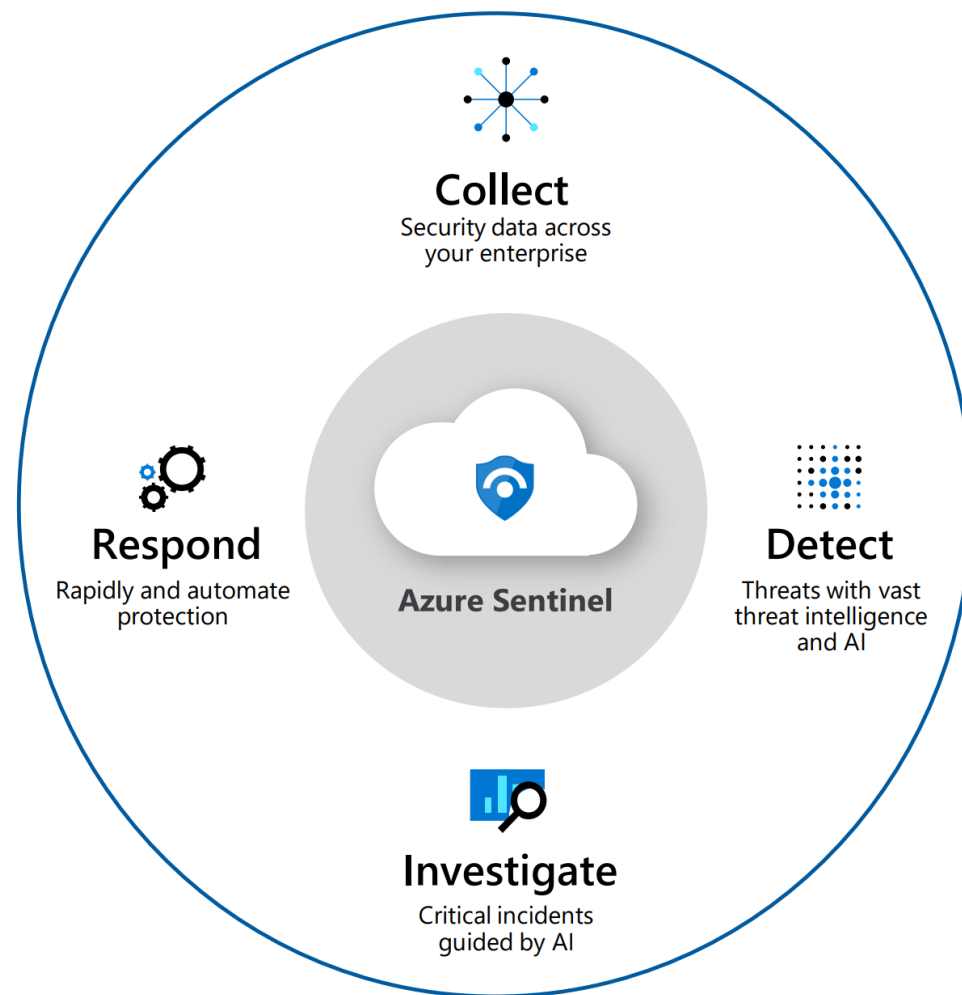 Collect
Security data across
your enterprise
Respond
Rapidly and automate
protection
Azure Sentinel
Detect
Threats with vast
threat intelligence
and AI
Investigate
Critical incidents
guided by AI